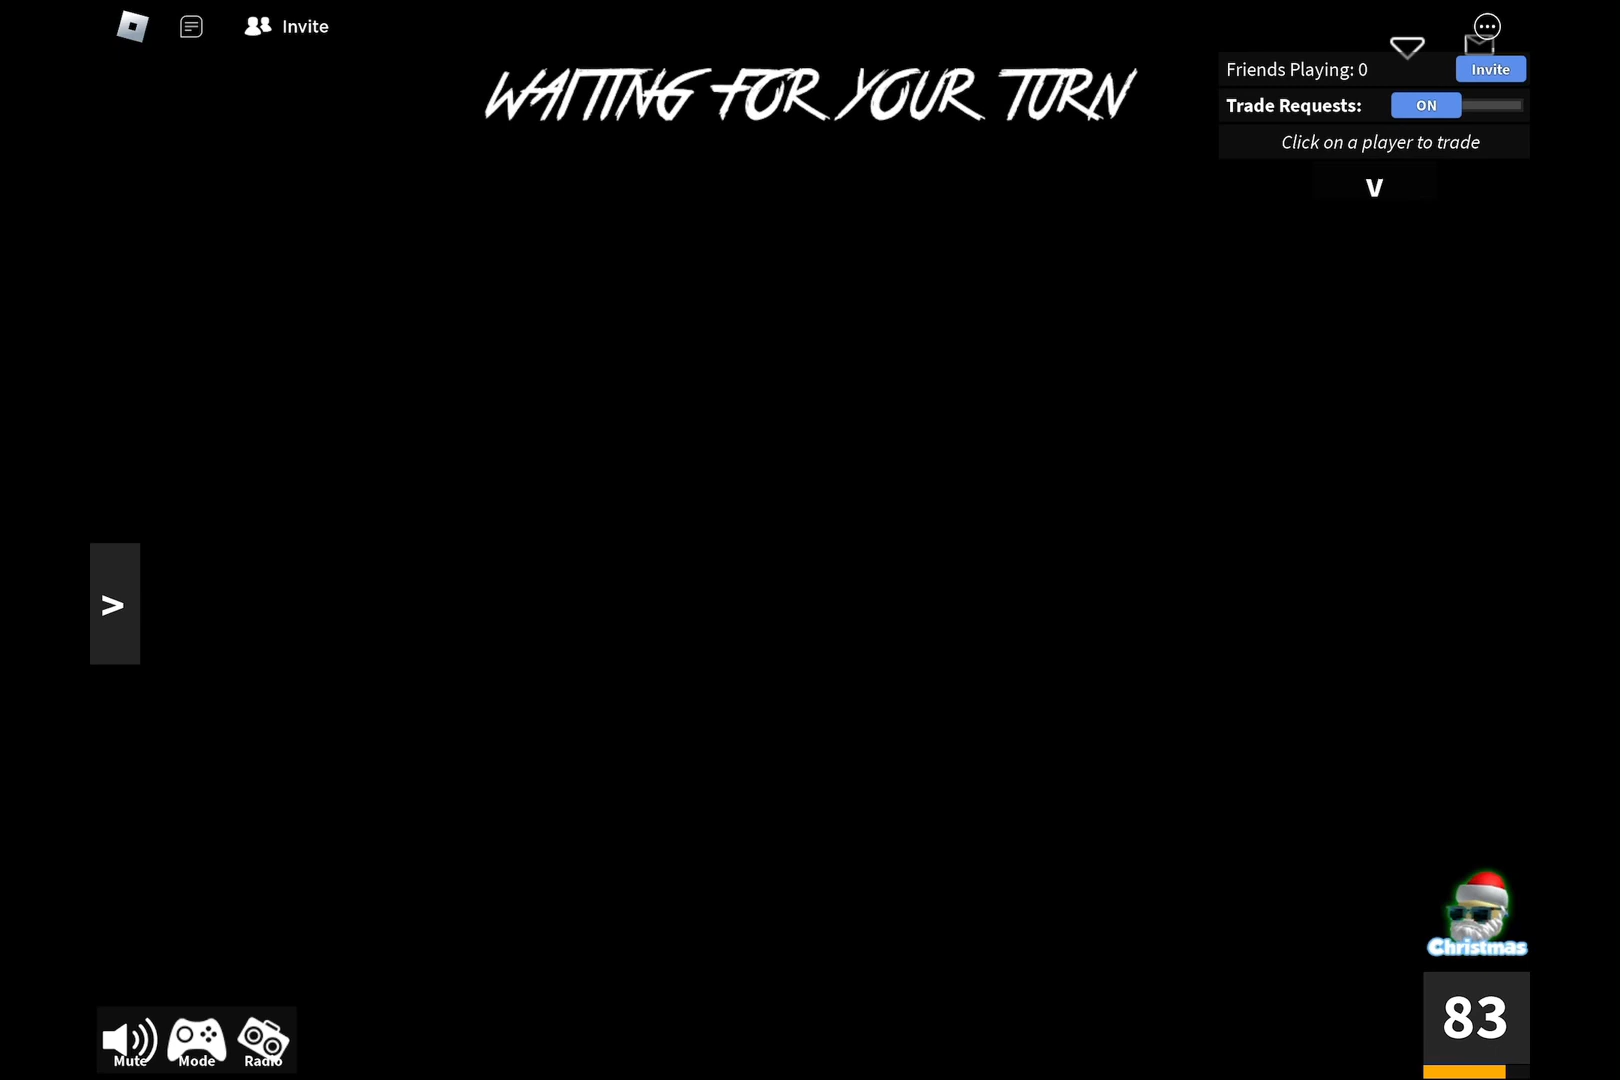 Invite
WAITING FOR YOUR TURN
Friends Playing: 0
Invite
Trade Requests:
ON
Click on a player to trade
v
>
Christmas
83
Mute
Mode
Radio